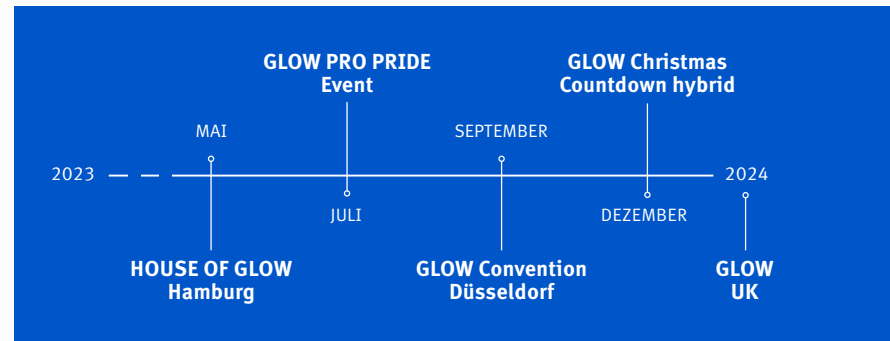 GLOW PRO PRIDE
Event
GLOW Christmas
Countdown hybrid
MAI
SEPTEMBER
2023
2024
JULI
DEZEMBER
HOUSE OF GLOW
Hamburg
GLOW Convention
Düsseldorf
GLOW
UK